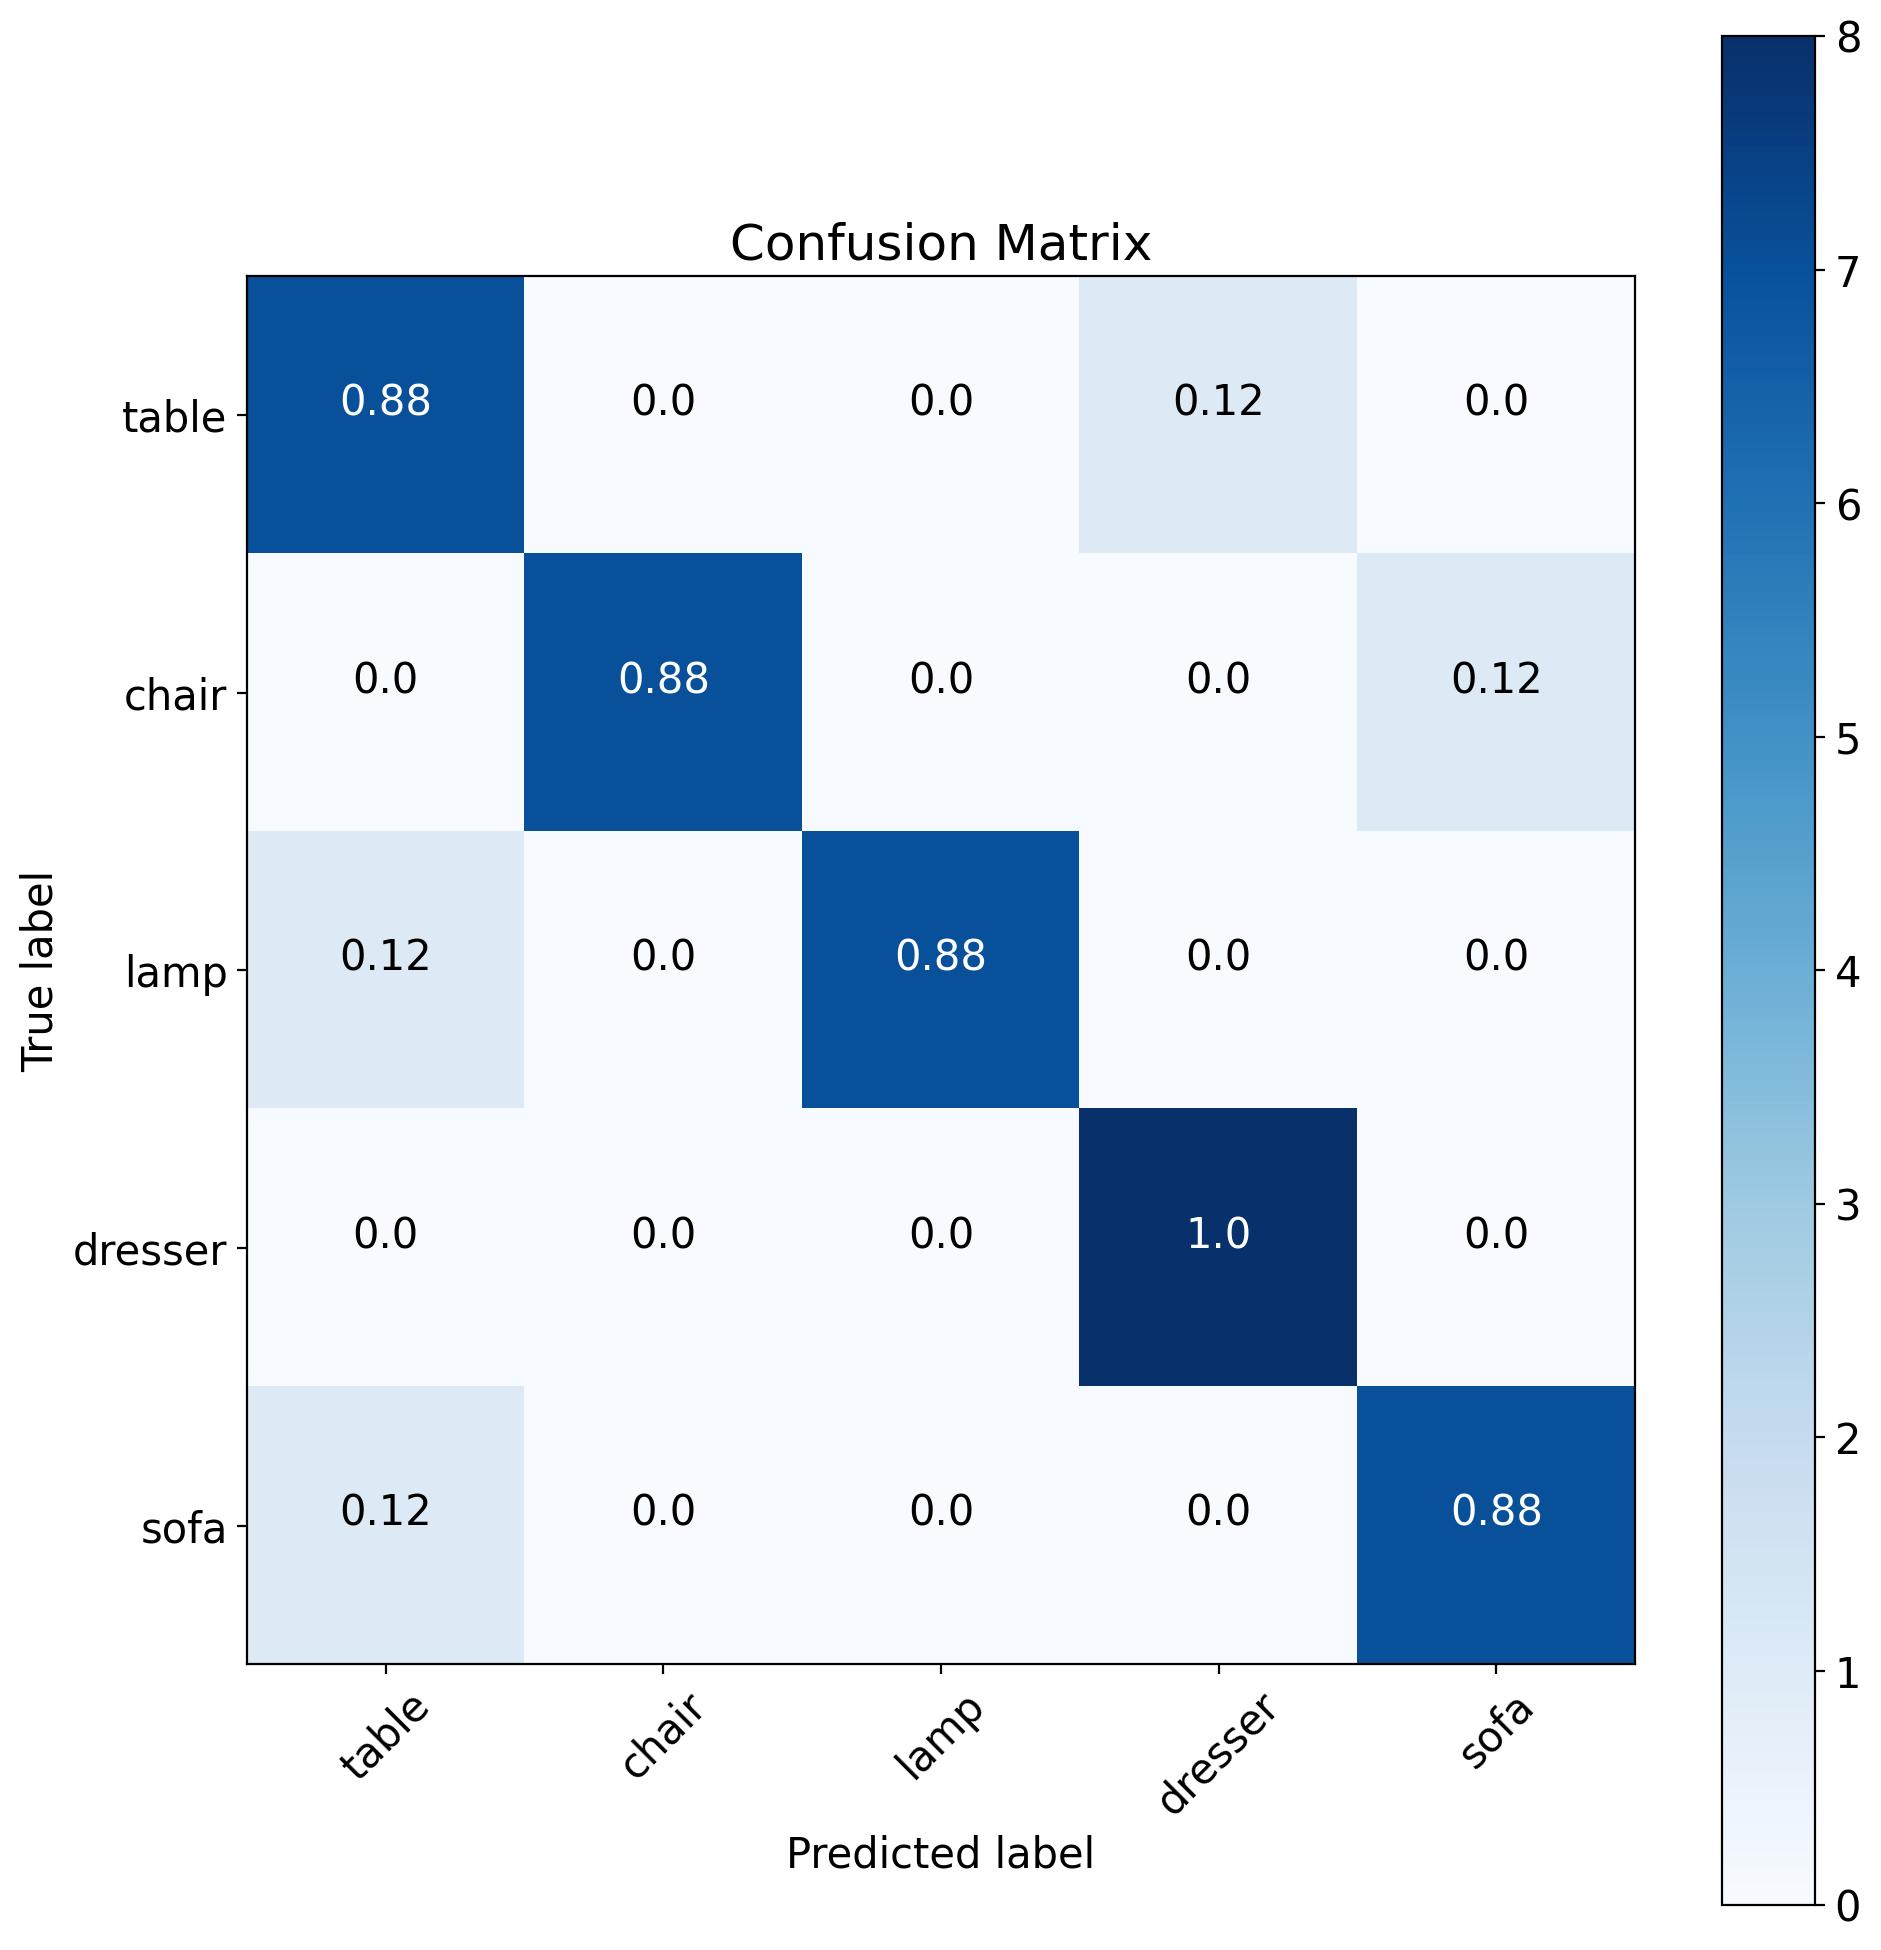 Confusion Matrix
True label
table
0.88 0.0 0.0 0.12 0.0
chair
0.0 0.88 0.0 0.0 0.12
lamp
0.12 0.0 0.88 0.0 0.0
dresser
0.0 0.0 0.0 1.0 0.0
sofa
0.12 0.0 0.0 0.0 0.88
table
chair
lamp
dresser
sofa
Predicted label
8
7
6
5
4
3
2
1
0